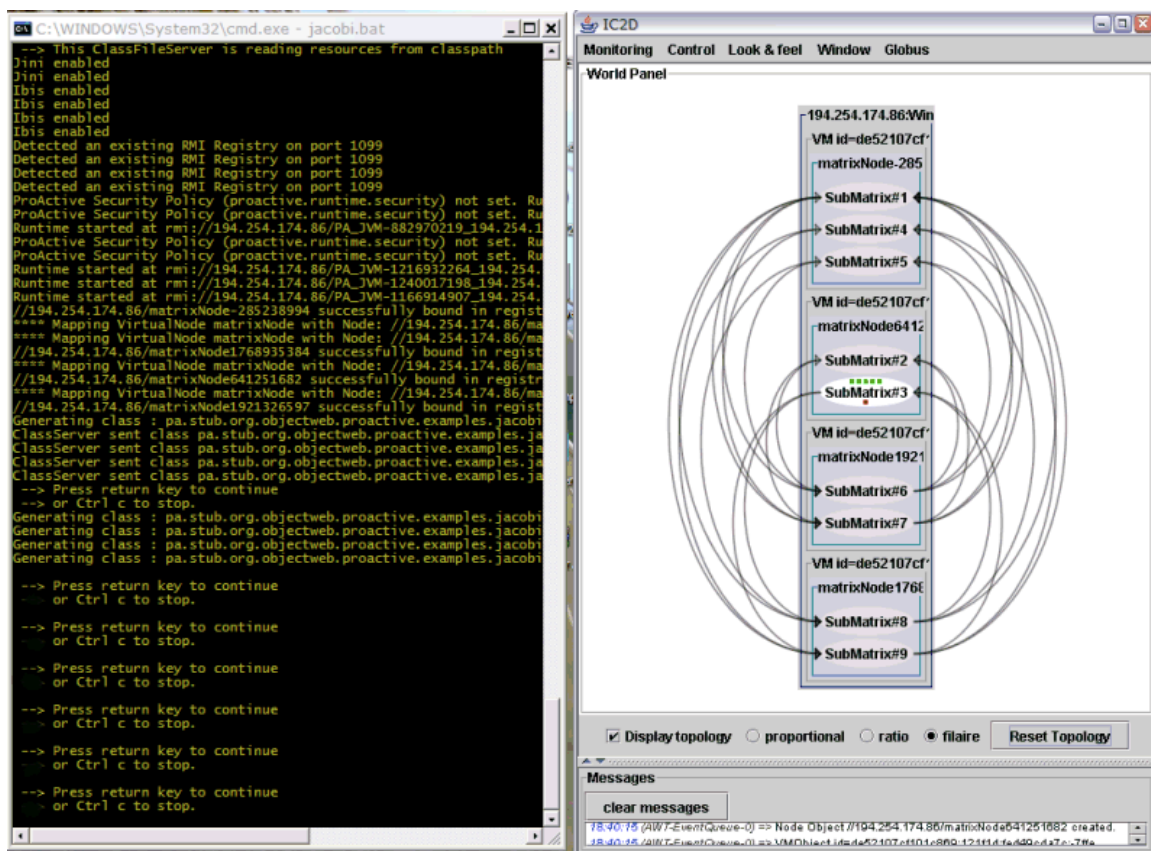 C:\WINDOWS\System32\cmd.exe - jacobi.bat
--> This ClassFileServer is reading resources from classpath
Jini enabled
Jini enabled
Ibis enabled
Ibis enabled
Ibis enabled
Ibis enabled
Detected an existing RMI Registry on port 1099
Detected an existing RMI Registry on port 1099
Detected an existing RMI Registry on port 1099
Detected an existing RMI Registry on port 1099
ProActive Security Policy (proactive.runtime.security) not set. Ru
ProActive Security Policy (proactive.runtime.security) not set. Ru
Runtime started at rmi://194.254.174.86/PA_JVM-882970219_194.254.1
ProActive Security Policy (proactive.runtime.security) not set. Ru
ProActive Security Policy (proactive.runtime.security) not set. Ru
Runtime started at rmi://194.254.174.86/PA_JVM-1216932264_194.254.
Runtime started at rmi://194.254.174.86/PA_JVM-1240017198_194.254.
Runtime started at rmi://194.254.174.86/PA_JVM-1166914907_194.254.
//194.254.174.86/matrixNode-285238994 successfully bound in regist
**** Mapping VirtualNode matrixNode with Node: //194.254.174.86/ma
//194.254.174.86/matrixNode1768935384 successfully bound in regist
**** Mapping VirtualNode matrixNode with Node: //194.254.174.86/ma
//194.254.174.86/matrixNode641251682 successfully bound in registr
**** Mapping VirtualNode matrixNode with Node: //194.254.174.86/ma
//194.254.174.86/matrixNode1921326597 successfully bound in regist
Generating class : pa.stub.org.objectweb.proactive.examples.jacobi
ClassServer sent class pa.stub.org.objectweb.proactive.examples.ja
ClassServer sent class pa.stub.org.objectweb.proactive.examples.ja
ClassServer sent class pa.stub.org.objectweb.proactive.examples.ja
ClassServer sent class pa.stub.org.objectweb.proactive.examples.ja
--> Press return key to continue
--> or Ctrl c to stop.
Generating class : pa.stub.org.objectweb.proactive.examples.jacobi
Generating class : pa.stub.org.objectweb.proactive.examples.jacobi
Generating class : pa.stub.org.objectweb.proactive.examples.jacobi
--> Press return key to continue
or Ctrl c to stop.
--> Press return key to continue
or Ctrl c to stop.
--> Press return key to continue
or Ctrl c to stop.
--> Press return key to continue
or Ctrl c to stop.
--> Press return key to continue
or Ctrl c to stop.
--> Press return key to continue
or Ctrl c to stop.
IC2D
Monitoring Control Look & feel Window Globus
World Panel
194.254.174.86:Win
VM id=de52107cf
matrixNode-285
SubMatrix#1
SubMatrix#4
SubMatrix#5
VM id=de52107cf
matrixNode6412
SubMatrix#2
SubMatrix#3
VM id=de52107cf
matrixNode1921
SubMatrix#6
SubMatrix#7
VM id=de52107cf
matrixNode1768
SubMatrix#8
SubMatrix#9
Display topology proportional ratio filaire Reset Topology
Messages
clear messages
18:40:15 (AWT-EventQueue-0) => Node Object //194.254.174.86/matrixNode641251682 created.
18:40:15 (AWT-EventQueue-0) => VMObject